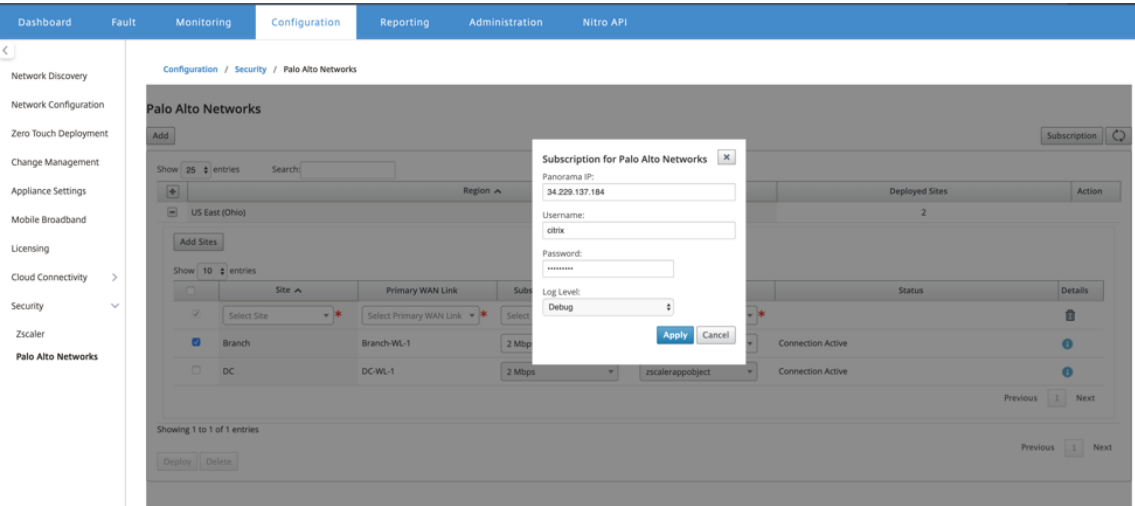 Dashboard Fault Monitoring Configuration Reporting Administration Nitro API
Configuration / Security / Palo Alto Networks
Network Discovery
Network Configuration
Zero Touch Deployment
Change Management
Appliance Settings
Mobile Broadband
Licensing
Cloud Connectivity
Security
Zscaler
Palo Alto Networks
Palo Alto Networks
Add Subscription
Show 25 entries Search:
Region Deployed Sites Action
US East (Ohio) 2
Add Sites
Show 10 entries
Site Primary WAN Link Subs Status Details
Select Site * Select Primary WAN Link * Select *
Branch Branch-WL-1 2 Mbp Connection Active
DC DC-WL-1 2 Mbps zscalerappobject Connection Active
Previous 1 Next
Showing 1 to 1 of 1 entries
Previous 1 Next
Deploy Delete
Subscription for Palo Alto Networks x
Panorama IP:
34.229.137.184
Username:
citrix
Password:
•••••••••
Log Level:
Debug
Apply Cancel